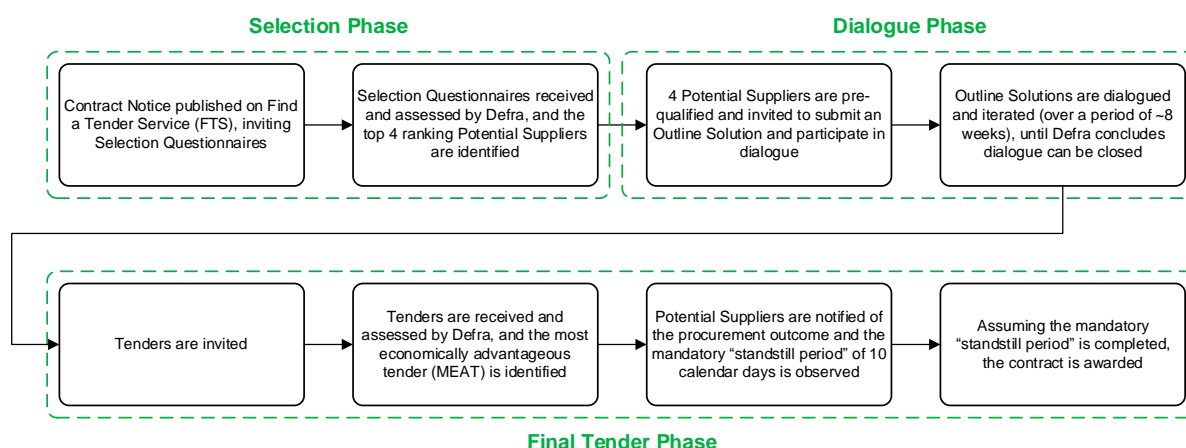 Selection Phase
Dialogue Phase
Contract Notice published on Find
a Tender Service (FTS), inviting
Selection Questionnaires
Selection Questionnaires received
and assessed by Defra, and the
top 4 ranking Potential Suppliers
are identified
4 Potential Suppliers are pre-
qualified and invited to submit an
Outline Solution and participate in
dialogue
Outline Solutions are dialogued
and iterated (over a period of ~8
weeks), until Defra concludes
dialogue can be closed
Tenders are invited
Tenders are received and
assessed by Defra, and the most
economically advantageous
tender (MEAT) is identified
Potential Suppliers are notified of
the procurement outcome and the
mandatory “standstill period” of 10
calendar days is observed
Assuming the mandatory
“standstill period” is completed,
the contract is awarded
Final Tender Phase